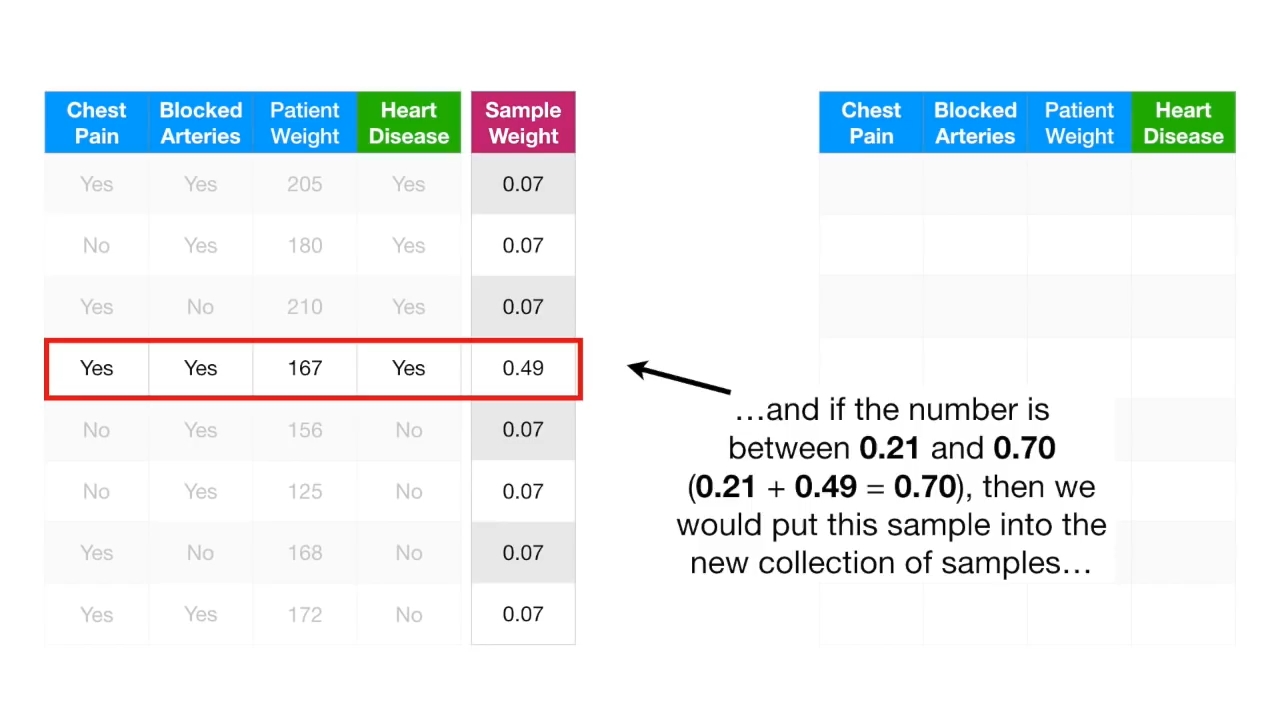 Chest Pain Blocked Arteries Patient Weight Heart Disease Sample Weight
Yes Yes 205 Yes 0.07
No Yes 180 Yes 0.07
Yes No 210 Yes 0.07
Yes Yes 167 Yes 0.49
No Yes 156 No 0.07
No Yes 125 No 0.07
Yes No 168 No 0.07
Yes Yes 172 No 0.07
Chest Pain Blocked Arteries Patient Weight Heart Disease
…and if the number is
between 0.21 and 0.70
(0.21 + 0.49 = 0.70), then we
would put this sample into the
new collection of samples…